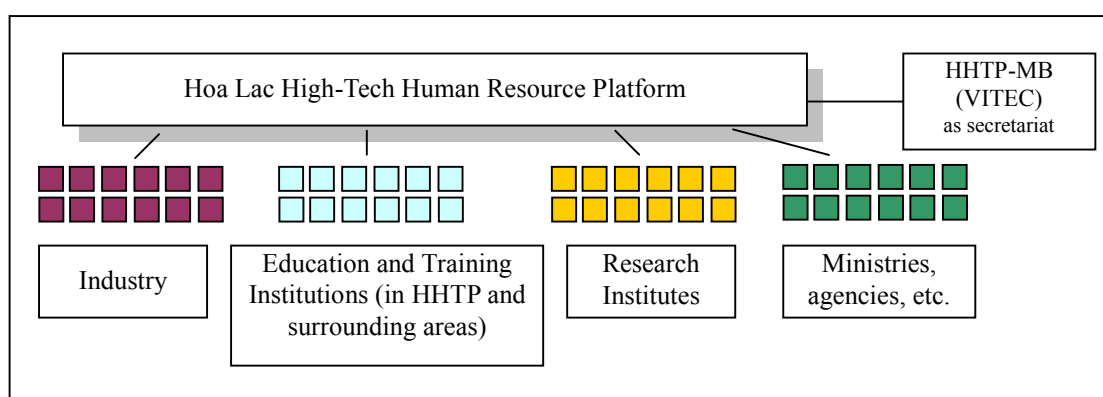 Hoa Lac High-Tech Human Resource Platform
HHTP-MB
(VITEC)
as secretariat
Industry
Education and Training
Institutions (in HHTP and
surrounding areas)
Research
Institutes
Ministries,
agencies, etc.